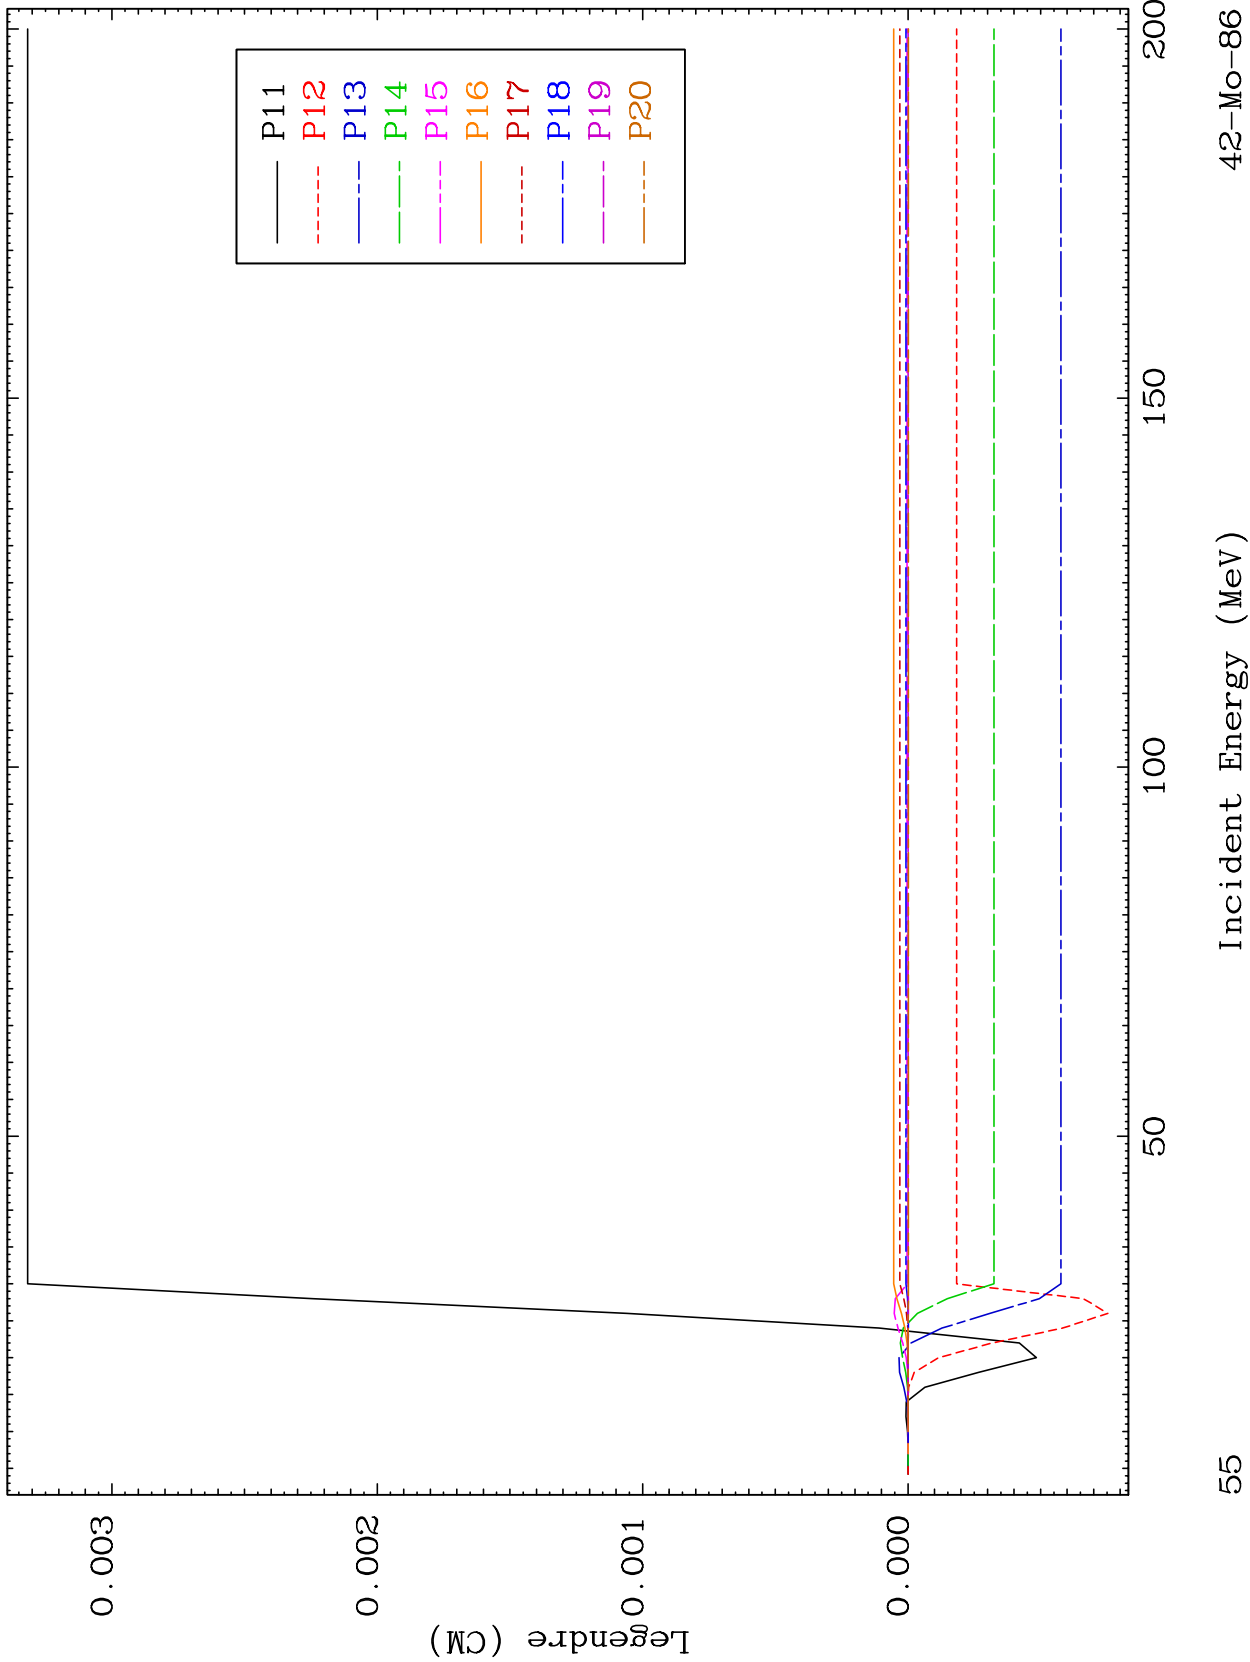 Legendre (CM)
0.003
0.002
0.001
0.000
P11
P12
P13
P14
P15
P16
P17
P18
P19
P20
50
100
150
200
55
Incident Energy (MeV)
42-Mo-86